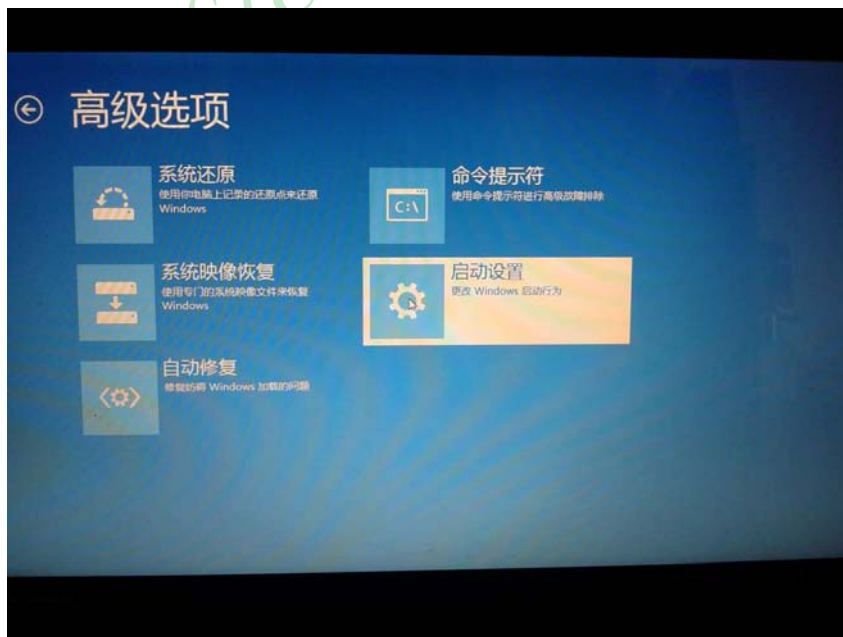 高级选项
系统还原
使用你电脑上记录的还原点来还原
Windows
命令提示符
使用命令提示符进行高级故障排除
C:\
系统映像恢复
使用专门的系统映像文件来恢复
Windows
启动设置
更改 Windows 启动行为
自动修复
修复妨碍 Windows 加载的问题